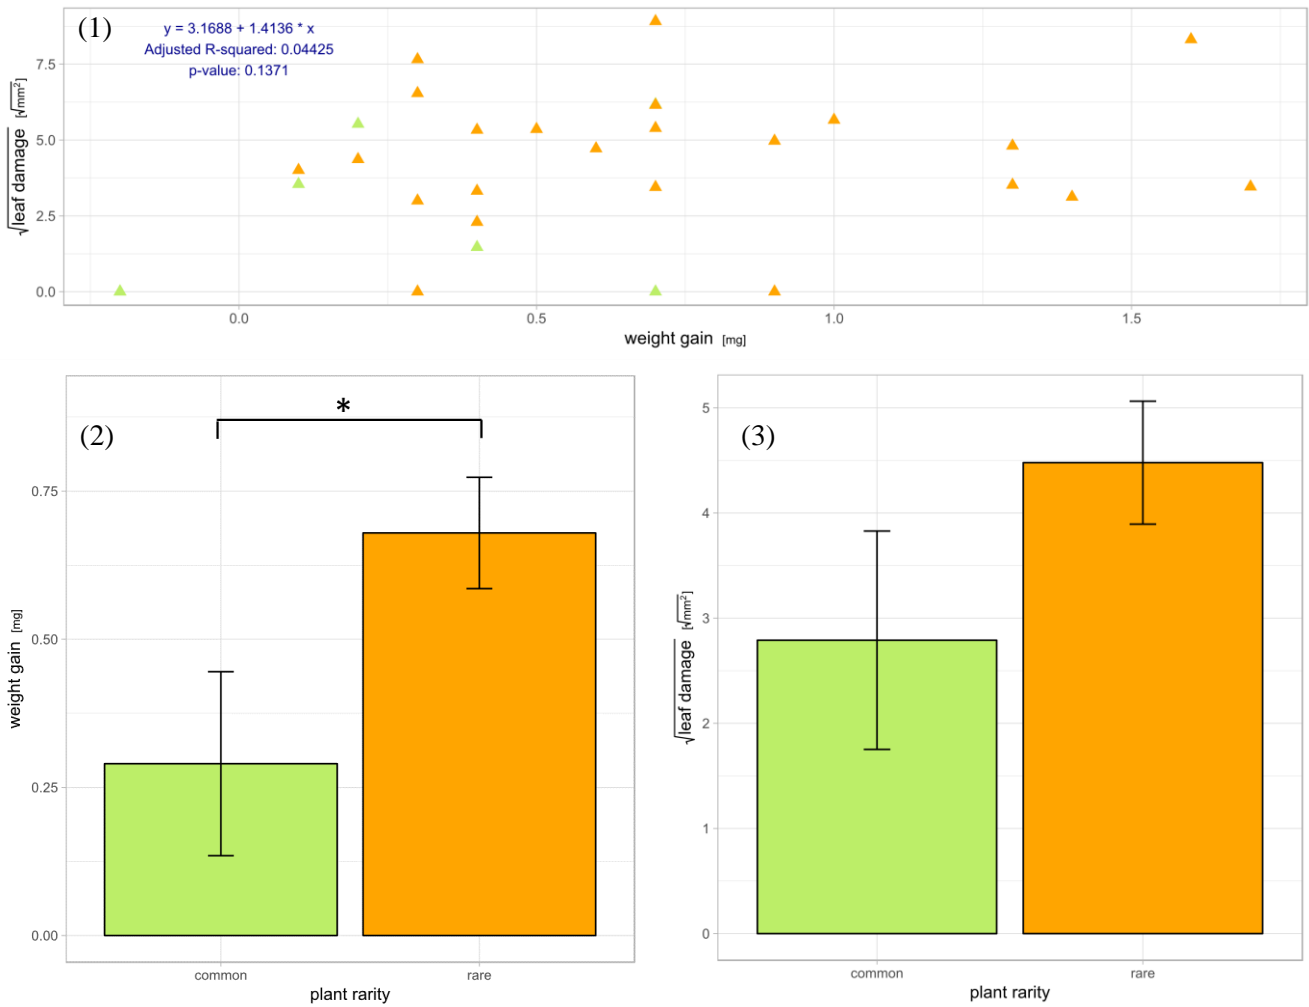 (1)
y = 3.1688 + 1.4136 * x
Adjusted R-squared: 0.04425
p-value: 0.1371
√leaf damage [√mm²]
7.5
5.0
2.5
0.0
0.0 0.5 1.0 1.5
weight gain [mg]
(2)
*
weight gain [mg]
0.75
0.50
0.25
0.00
common rare
plant rarity
(3)
√leaf damage [√mm²]
5
4
3
2
1
0
common rare
plant rarity